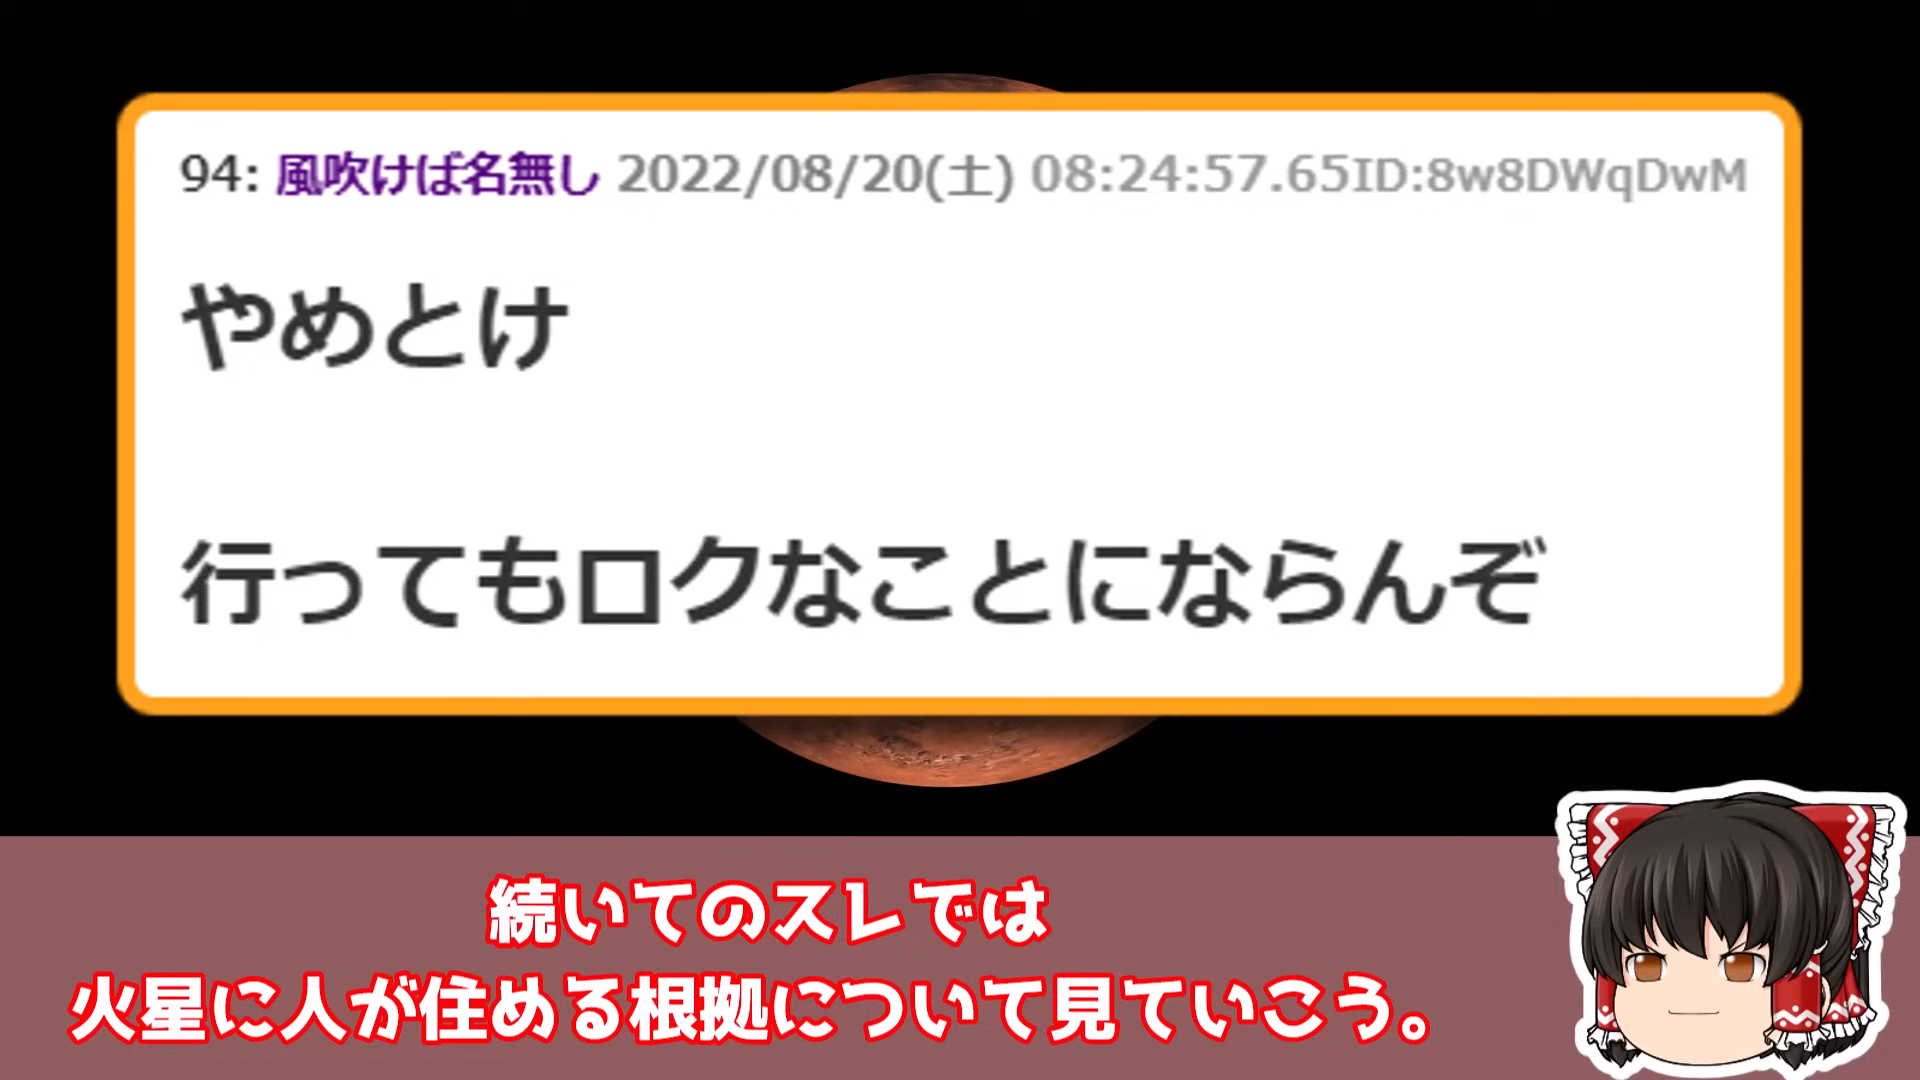 94: 風吹けば名無し 2022/08/20(土) 08:24:57.65ID:8w8DWqDwM
やめとけ
行ってもロクなことにならんぞ
続いてのスレでは
火星に人が住める根拠について見ていこう。